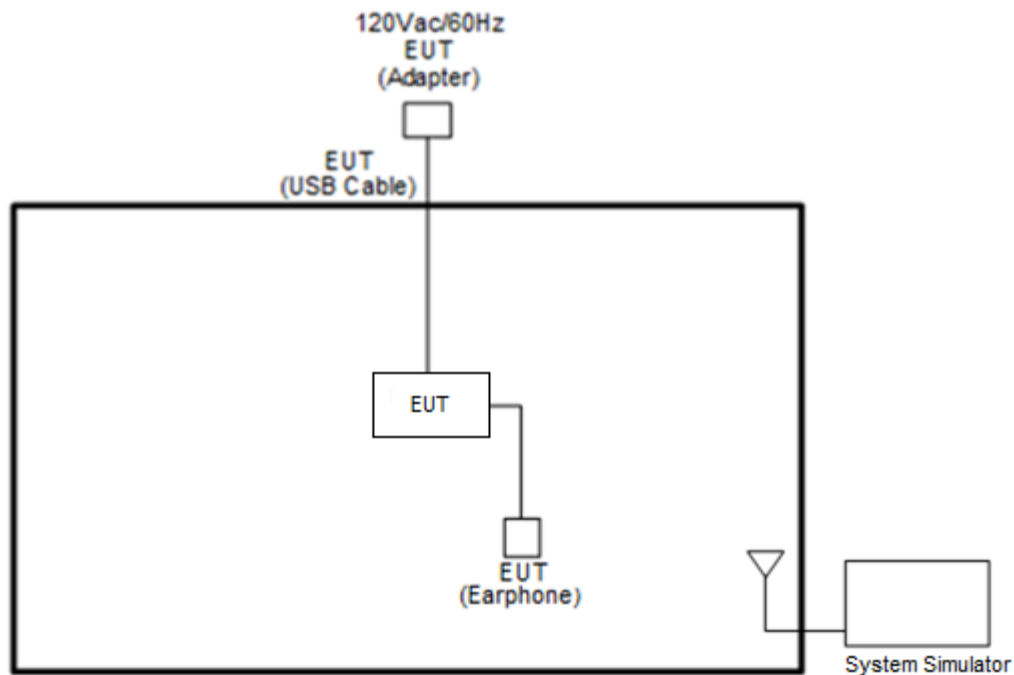 120Vac/60Hz
EUT
(Adapter)
EUT
(USB Cable)
EUT
EUT
(Earphone)
System Simulator